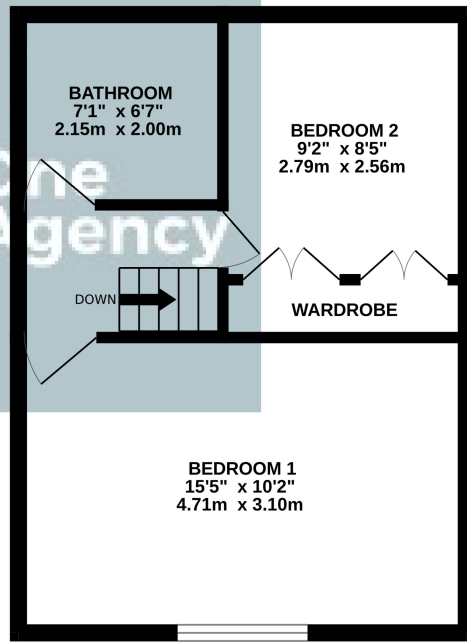 BATHROOM
7'1" x 6'7"
2.15m x 2.00m
BEDROOM 2
9'2" x 8'5"
2.79m x 2.56m
Agency
DOWN
WARDROBE
BEDROOM 1
15'5" x 10'2"
4.71m x 3.10m